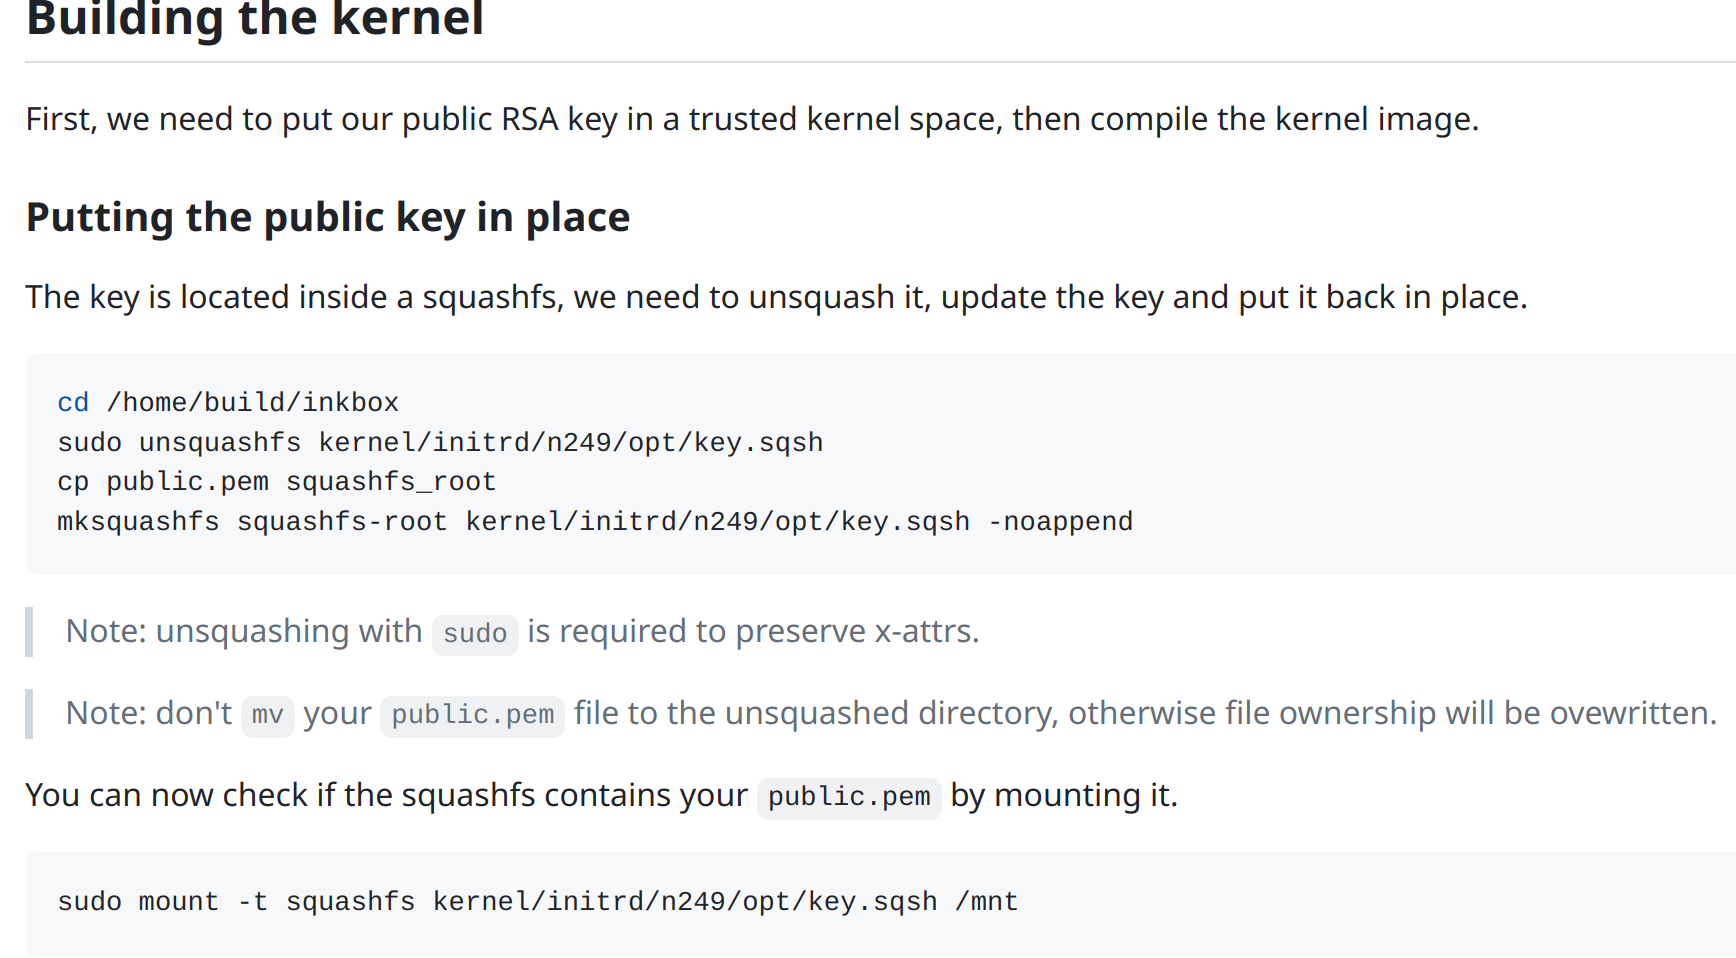 Building the kernel
First, we need to put our public RSA key in a trusted kernel space, then compile the kernel image.
Putting the public key in place
The key is located inside a squashfs, we need to unsquash it, update the key and put it back in place.
cd /home/build/inkbox
sudo unsquashfs kernel/initrd/n249/opt/key.sqsh
cp public.pem squashfs_root
mksquashfs squashfs-root kernel/initrd/n249/opt/key.sqsh -noappend
Note: unsquashing with sudo is required to preserve x-attrs.
Note: don't mv your public.pem file to the unsquashed directory, otherwise file ownership will be ovewritten.
You can now check if the squashfs contains your public.pem by mounting it.
sudo mount -t squashfs kernel/initrd/n249/opt/key.sqsh /mnt